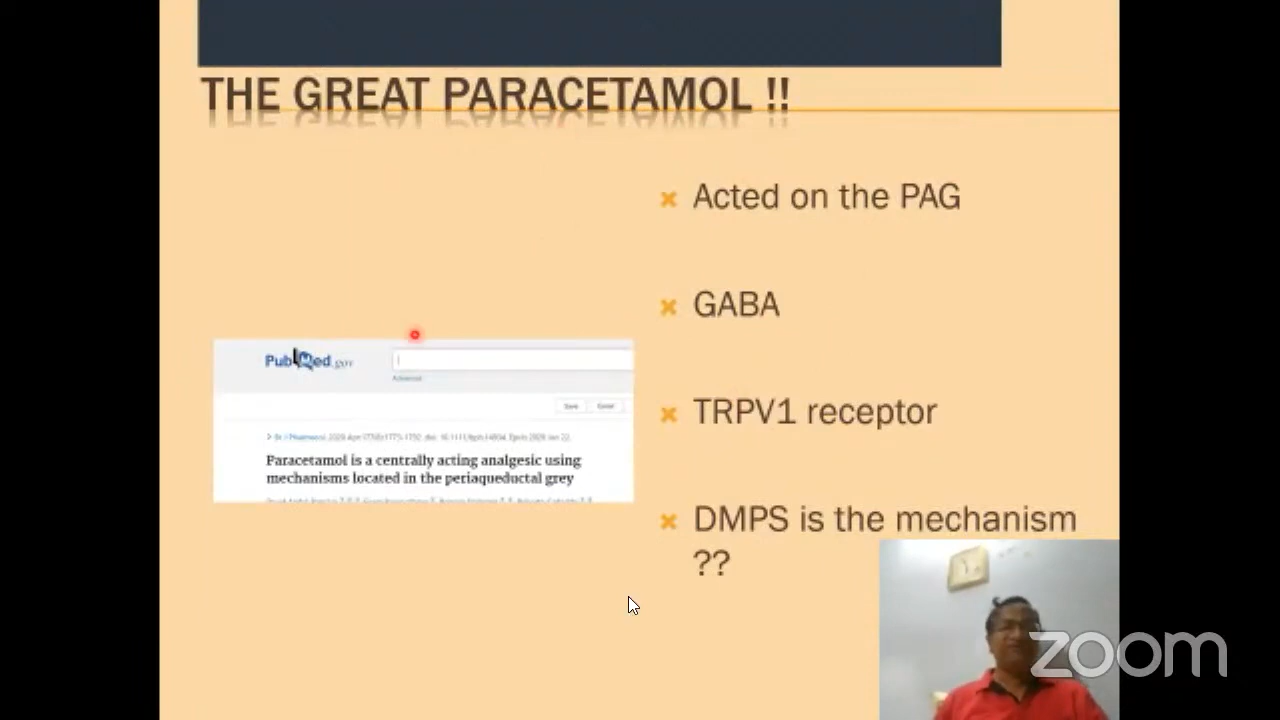 THE GREAT PARACETAMOL !!
Acted on the PAG
GABA
TRPV1 receptor
DMPS is the mechanism
??
PubMed.gov
Advanced
Save
Email
Paracetamol is a centrally acting analgesic using
mechanisms located in the periaqueductal grey
zoom